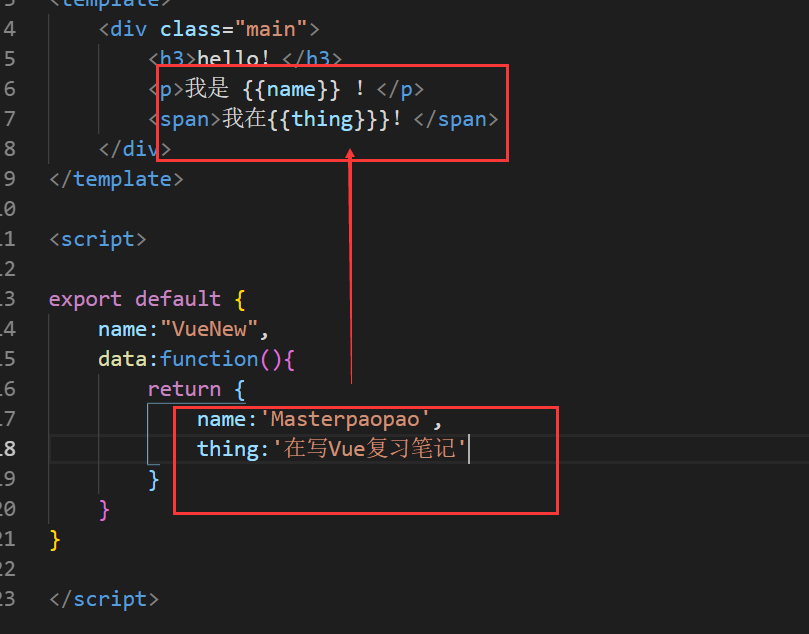 3 <template>
4 <div class="main">
5 <h3>hello! </h3>
6 <p>我是 {{name}} ! </p>
7 <span>我在{{thing}}}! </span>
8 </div>
9 </template>
10
11 <script>
12
13 export default {
14 name:"VueNew",
15 data:function(){
16 return {
17 name:'Masterpaopao',
18 thing:'在写Vue复习笔记'
19 }
20 }
21 }
22
23 </script>